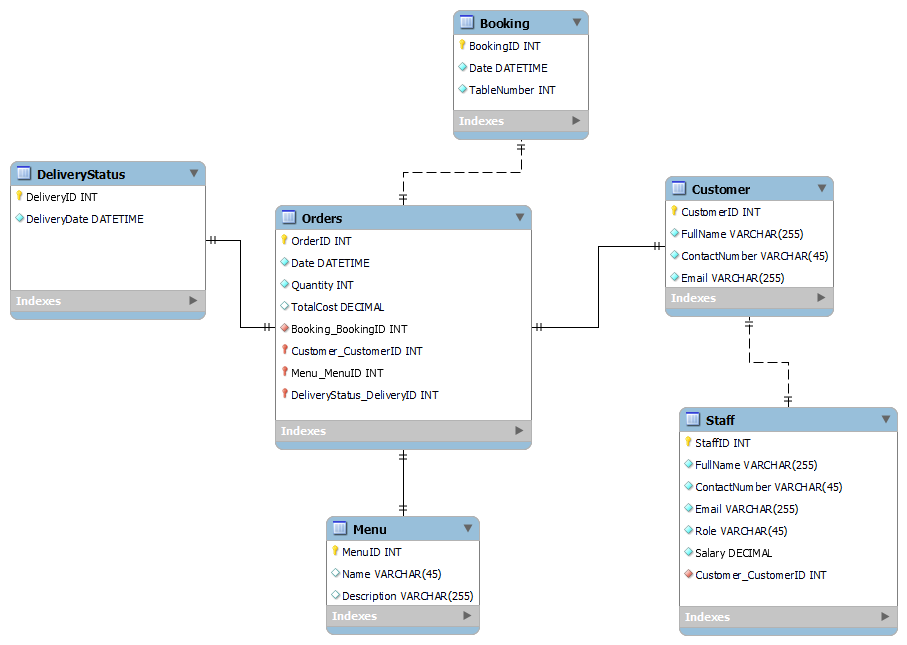 Booking
BookingID INT
Date DATETIME
TableNumber INT
Indexes
DeliveryStatus
DeliveryID INT
DeliveryDate DATETIME
Indexes
Orders
OrderID INT
Date DATETIME
Quantity INT
TotalCost DECIMAL
Booking_BookingID INT
Customer_CustomerID INT
Menu_MenuID INT
DeliveryStatus_DeliveryID INT
Indexes
Customer
CustomerID INT
FullName VARCHAR(255)
ContactNumber VARCHAR(45)
Email VARCHAR(255)
Indexes
Staff
StaffID INT
FullName VARCHAR(255)
ContactNumber VARCHAR(45)
Email VARCHAR(255)
Role VARCHAR(45)
Salary DECIMAL
Customer_CustomerID INT
Indexes
Menu
MenuID INT
Name VARCHAR(45)
Description VARCHAR(255)
Indexes